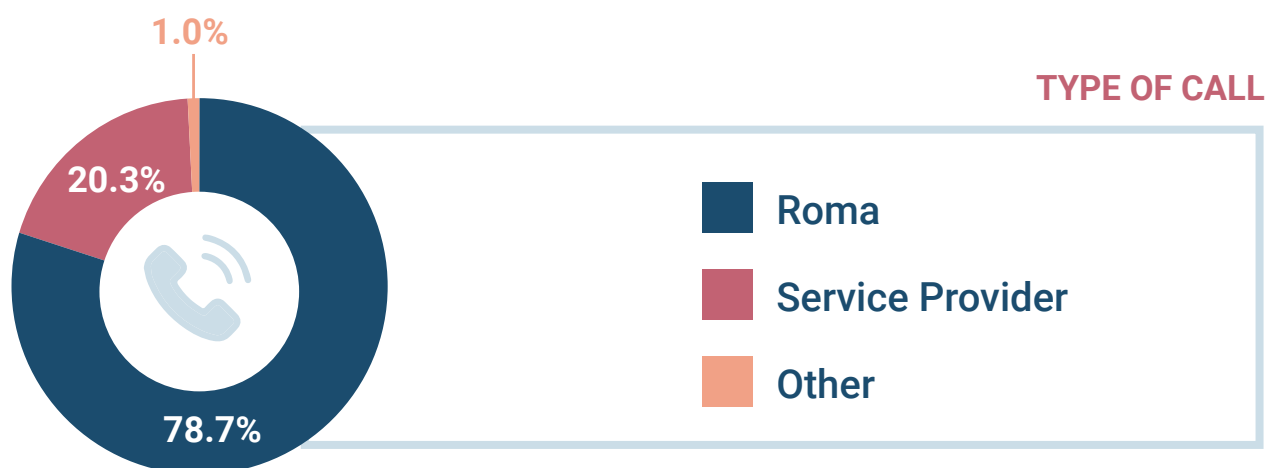 1.0%
TYPE OF CALL
20.3%
Roma
Service Provider
Other
78.7%